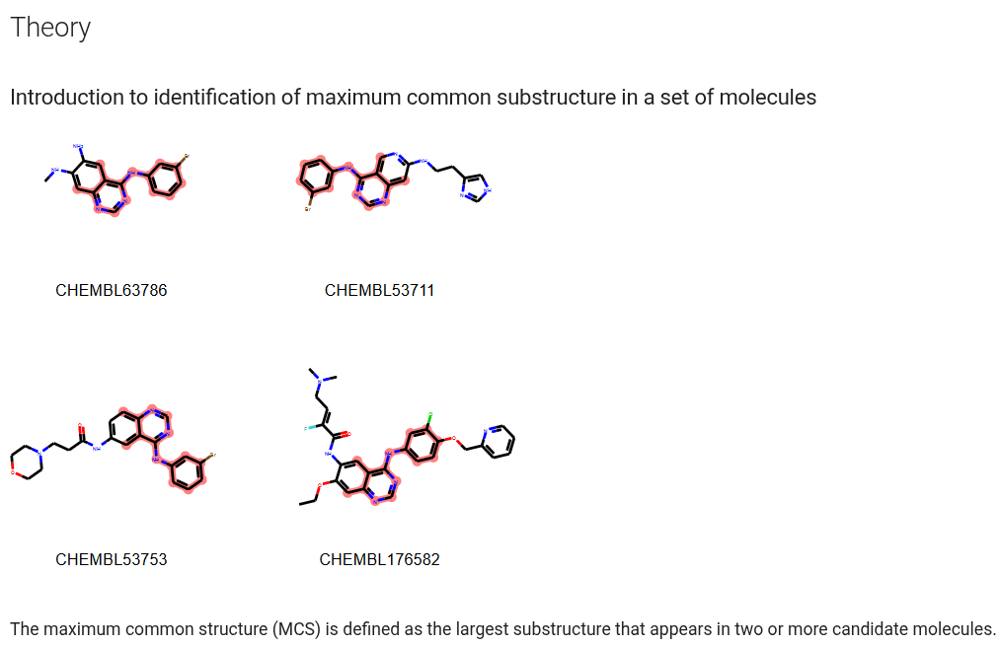 Theory
Introduction to identification of maximum common substructure in a set of molecules
CHEMBL63786
CHEMBL53711
CHEMBL53753
CHEMBL176582
The maximum common structure (MCS) is defined as the largest substructure that appears in two or more candidate molecules.